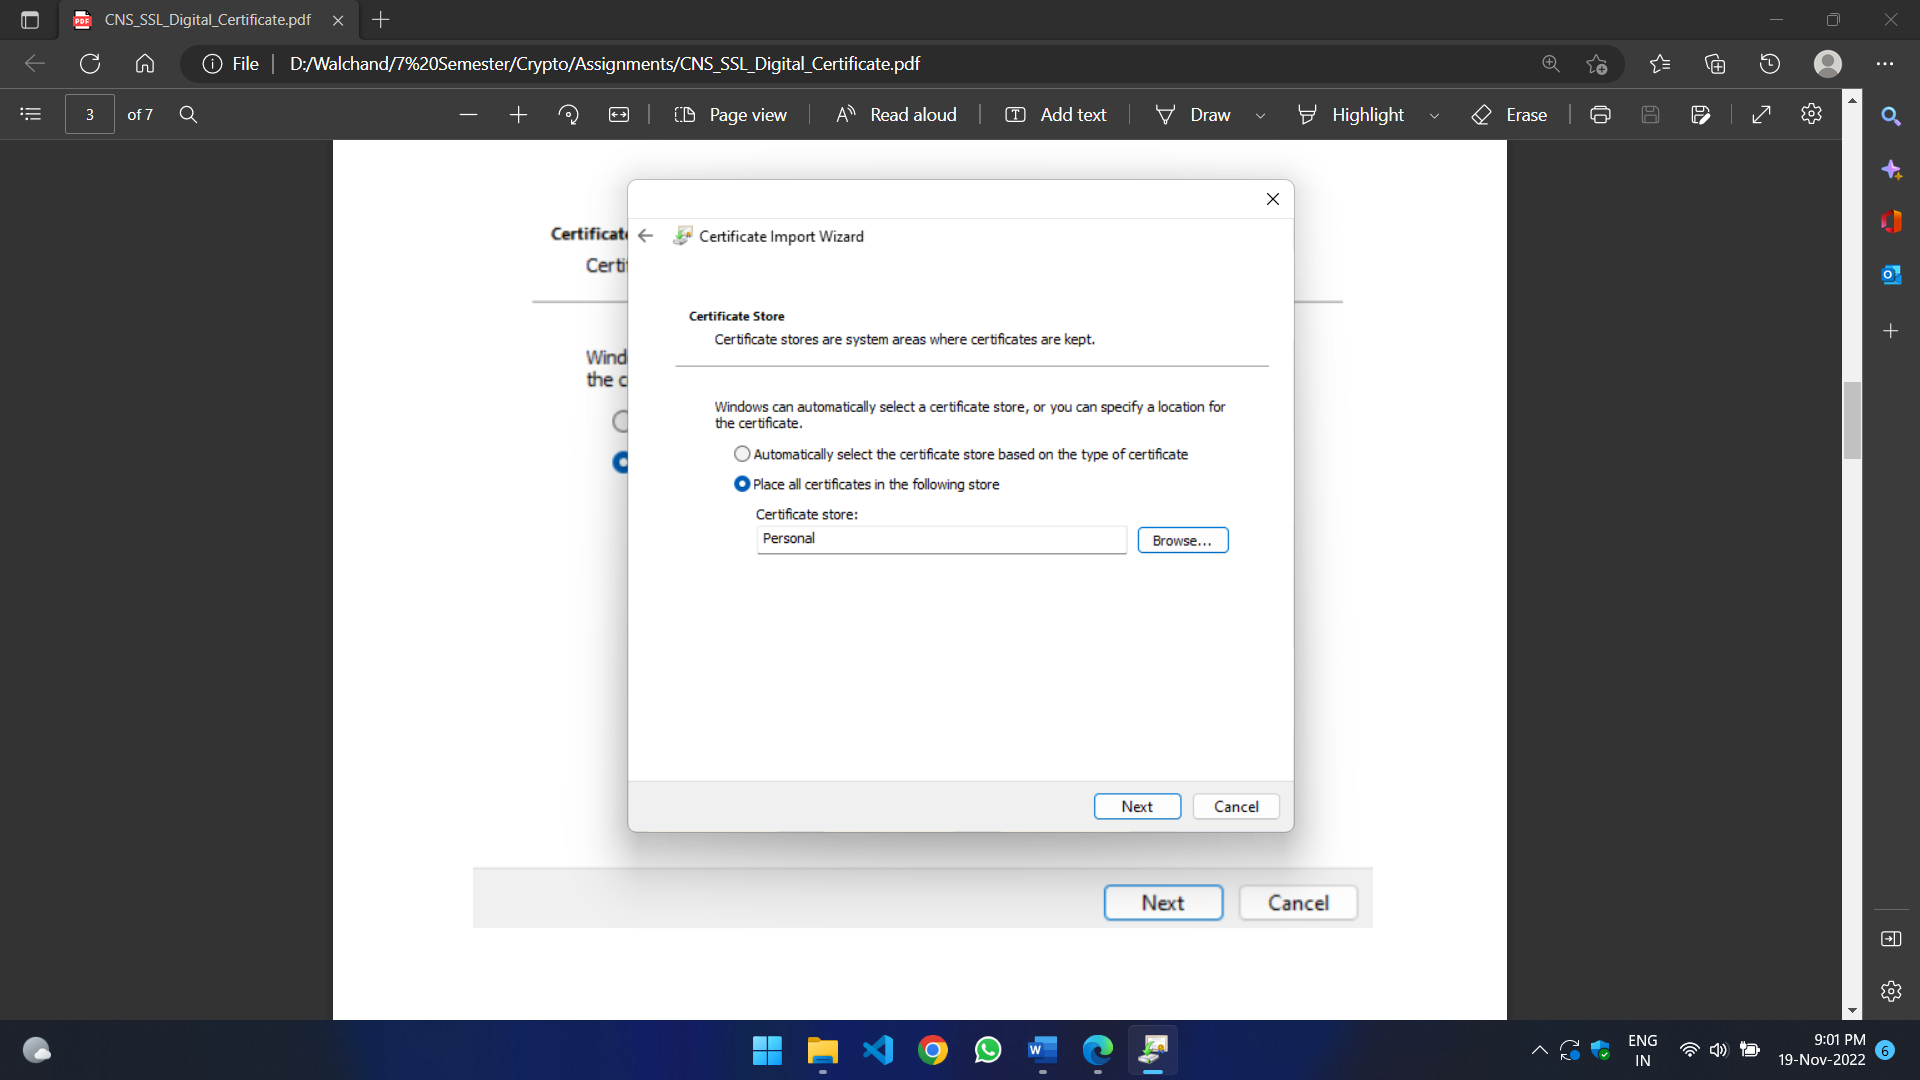 CNS_SSL_Digital_Certificate.pdf
File
D:/Walchand/7%20Semester/Crypto/Assignments/CNS_SSL_Digital_Certificate.pdf
3 of 7
Page view
Read aloud
Add text
Draw
Highlight
Erase
Certificate
Certif
Certificate Import Wizard
Certificate Store
Certificate stores are system areas where certificates are kept.
Wind
the c
Windows can automatically select a certificate store, or you can specify a location for
the certificate.
Automatically select the certificate store based on the type of certificate
Place all certificates in the following store
Certificate store:
Personal
Browse...
Next
Cancel
Next
Cancel
ENG
IN
9:01 PM
19-Nov-2022
6